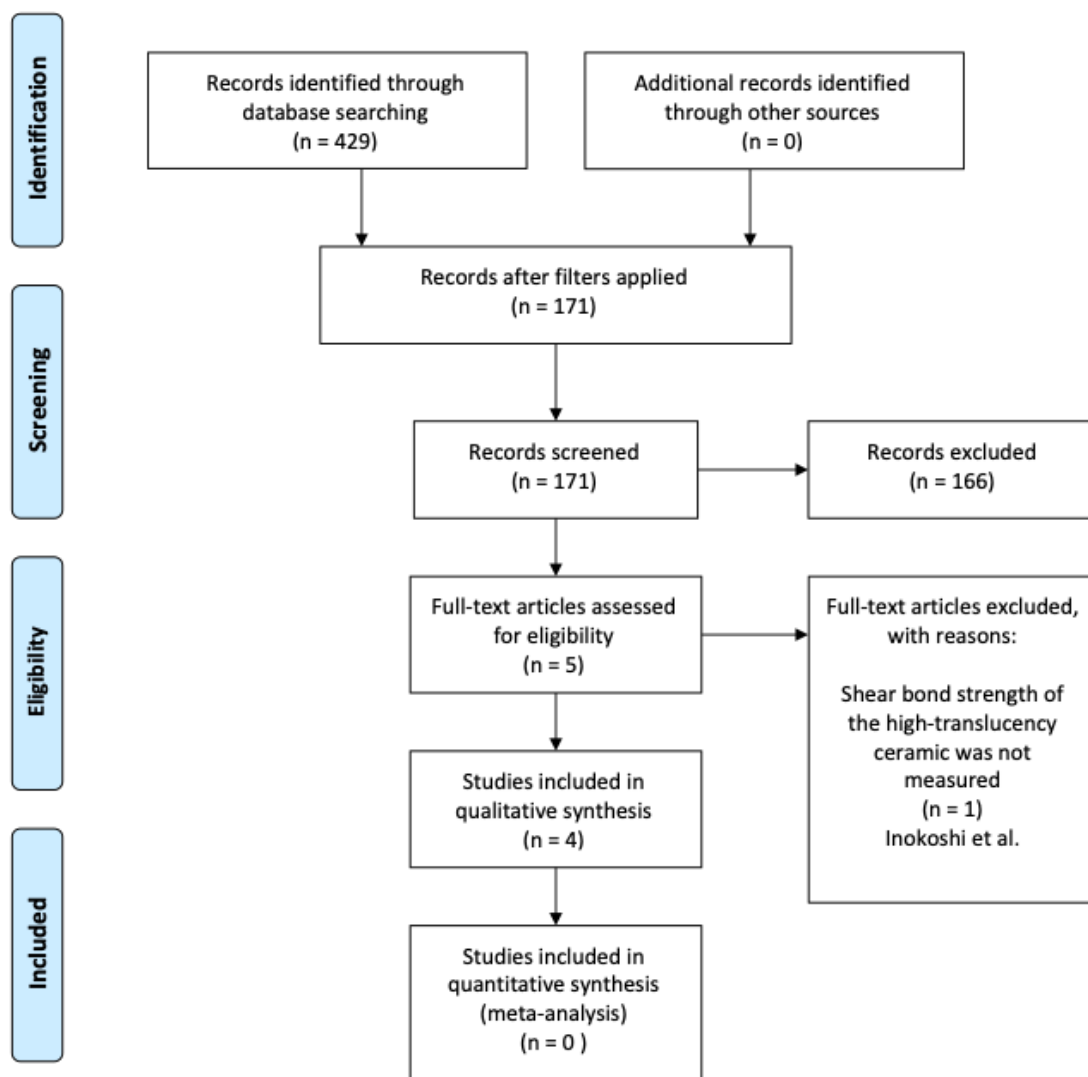 Identification
Records identified through
database searching
(n = 429)
Additional records identified
through other sources
(n = 0)
Records after filters applied
(n = 171)
Screening
Records screened
(n = 171)
Records excluded
(n = 166)
Eligibility
Full-text articles assessed
for eligibility
(n = 5)
Full-text articles excluded,
with reasons:
Shear bond strength of
the high-translucency
ceramic was not
measured
(n = 1)
Inokoshi et al.
Studies included in
qualitative synthesis
(n = 4)
Included
Studies included in
quantitative synthesis
(meta-analysis)
(n = 0 )